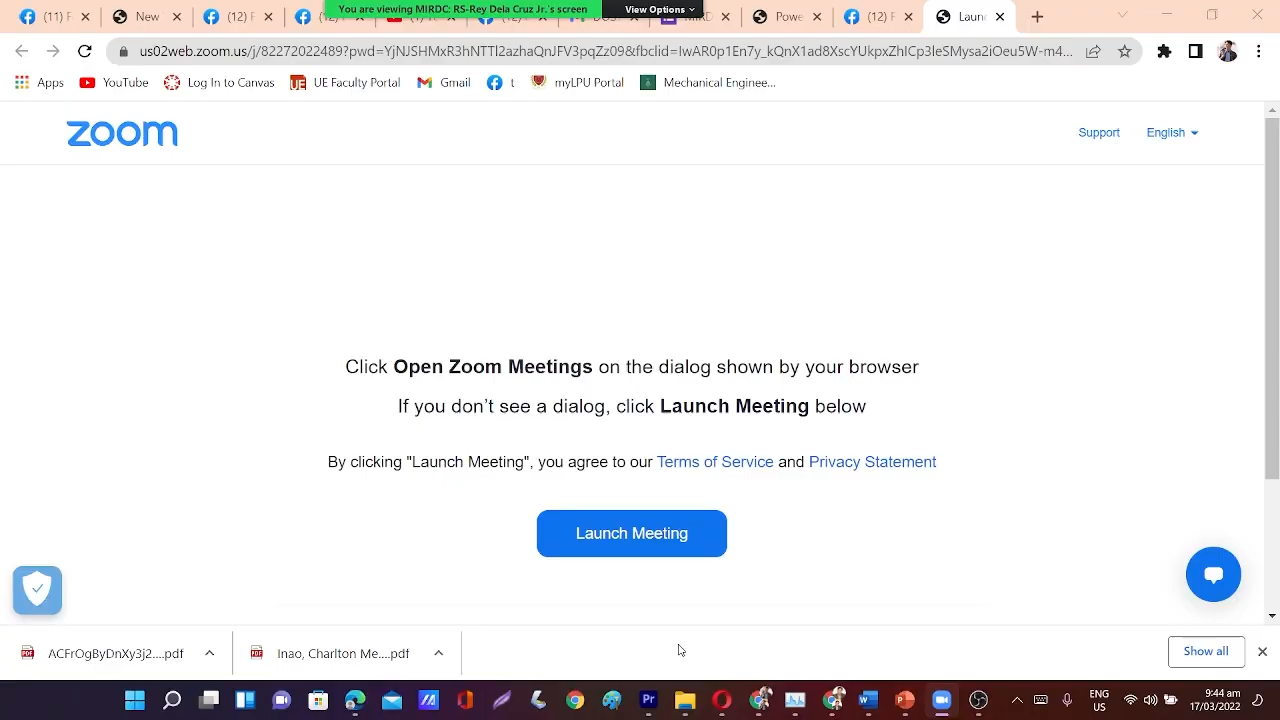 You are viewing MIRDC: RS-Rey Dela Cruz Jr.'s screen
View Options
(11) F
New
(12) F
(12)
Powe
(12) F
Laun
us02web.zoom.us/j/82272022489?pwd=
Apps
YouTube
Log In to Canvas
UE Faculty Portal
Gmail
t
myLPU Portal
Mechanical Enginee...
zoom
Support
English
Click Open Zoom Meetings on the dialog shown by your browser
If you don't see a dialog, click Launch Meeting below
By clicking "Launch Meeting", you agree to our Terms of Service and Privacy Statement
Launch Meeting
ACFrOgByDnXy3j2....pdf
Inao, Charlton Me....pdf
Show all
ENG
US
9:44 am
17/03/2022